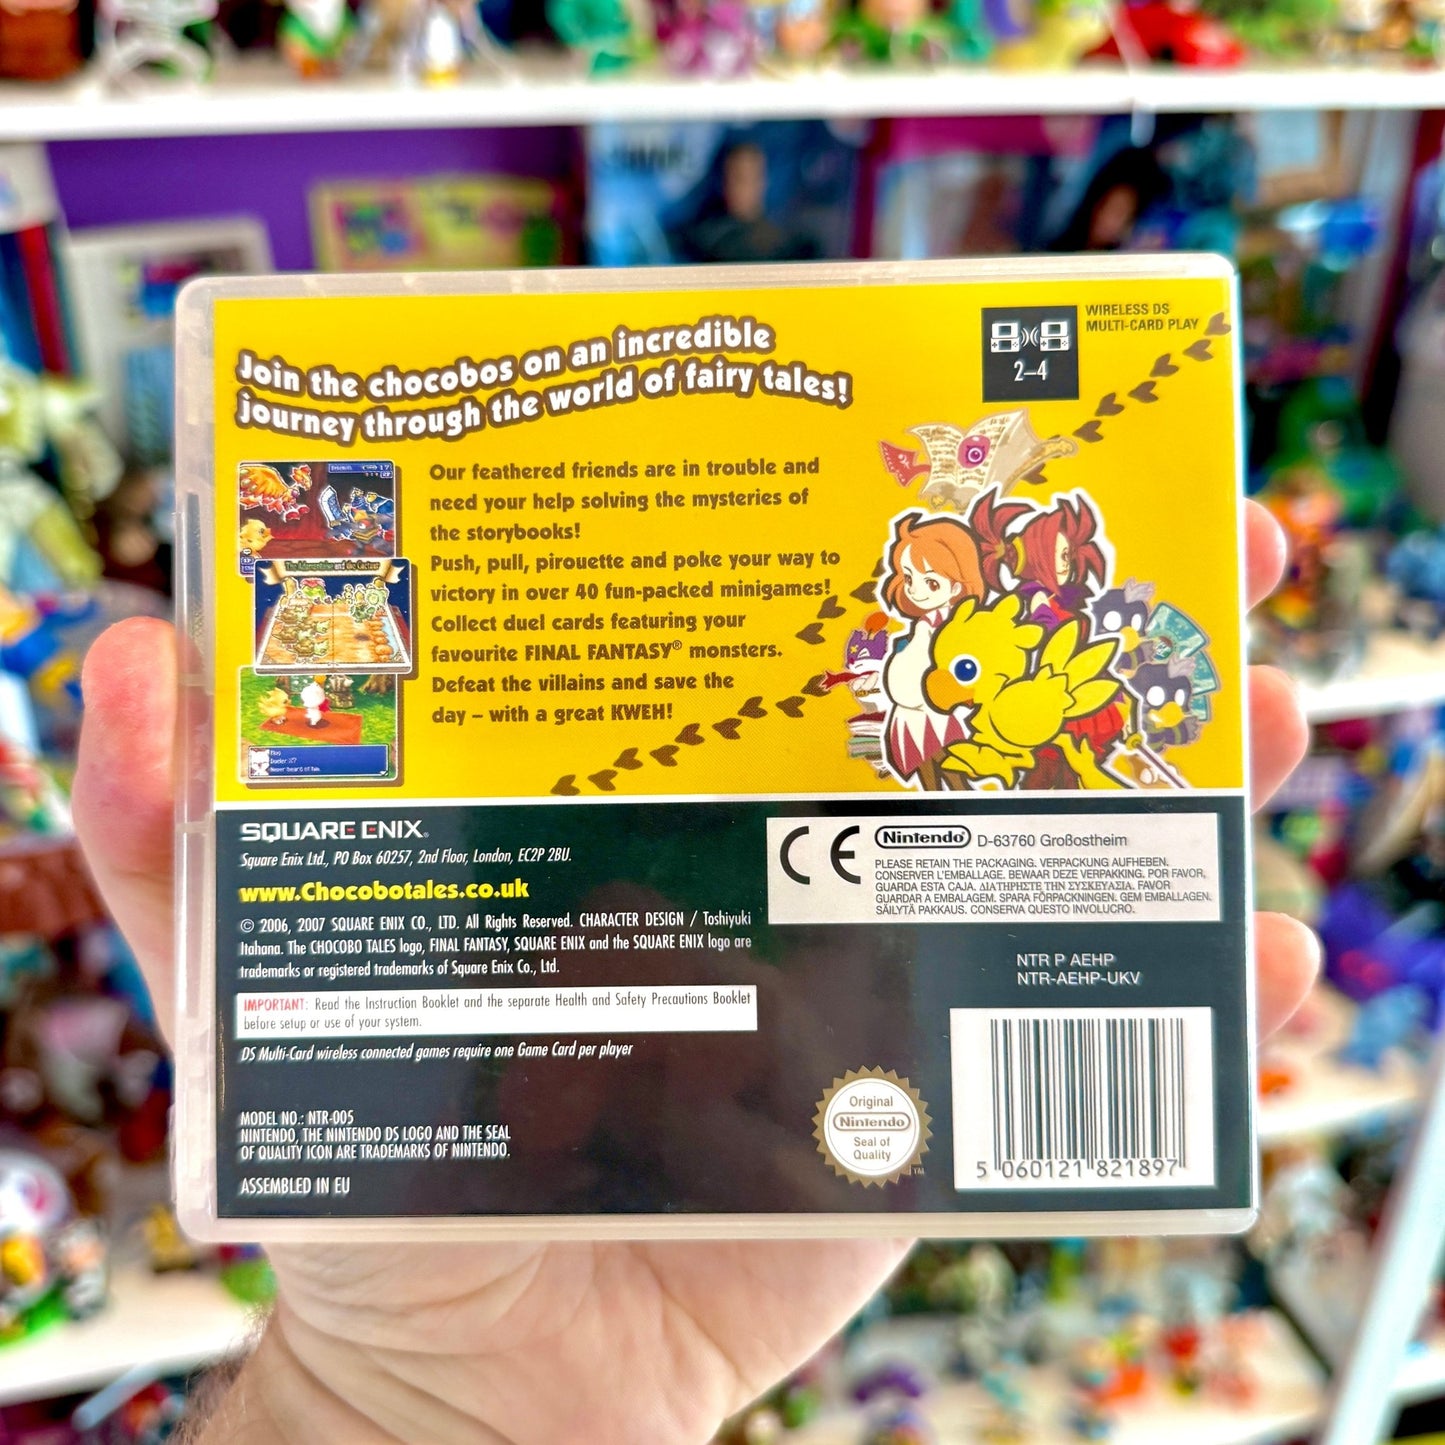 WIRELESS DS
MULTI-CARD PLAY
2–4
Join the chocobos on an incredible
journey through the world of fairy tales!
Our feathered friends are in trouble and
need your help solving the mysteries of
the storybooks!
Push, pull, pirouette and poke your way to
victory in over 40 fun-packed minigames!
Collect duel cards featuring your
favourite FINAL FANTASY® monsters.
Defeat the villains and save the
day – with a great KWEH!
The Adamantoise and the Cactuar
SQUARE ENIX.
Square Enix Ltd., PO Box 60257, 2nd Floor, London, EC2P 2BU.
www.Chocobotales.co.uk
© 2006, 2007 SQUARE ENIX CO., LTD. All Rights Reserved. CHARACTER DESIGN / Toshiyuki
Itahana. The CHOCOBO TALES logo, FINAL FANTASY, SQUARE ENIX and the SQUARE ENIX logo are
trademarks or registered trademarks of Square Enix Co., Ltd.
IMPORTANT: Read the Instruction Booklet and the separate Health and Safety Precautions Booklet
before setup or use of your system.
DS Multi-Card wireless connected games require one Game Card per player
MODEL NO.: NTR-005
NINTENDO, THE NINTENDO DS LOGO AND THE SEAL
OF QUALITY ICON ARE TRADEMARKS OF NINTENDO.
ASSEMBLED IN EU
CE
Nintendo® D-63760 Großostheim
PLEASE RETAIN THE PACKAGING. VERPACKUNG AUFHEBEN.
CONSERVER L'EMBALLAGE. BEWAAR DEZE VERPAKKING. POR FAVOR,
GUARDA ESTA CAJA. ΔΙΑΤΗΡΗΣΤΕ ΤΗΝ ΣΥΣΚΕΥΑΣΙΑ. FAVOR
GUARDAR A EMBALAGEM. SPARA FÖRPACKNINGEN. GEM EMBALLAGEN.
SÄILYTÄ PAKKAUS. CONSERVA QUESTO INVOLUCRO.
NTR P AEHP
NTR-AEHP-UKV
Original
Nintendo
Seal of
Quality
TM
5 060121 821897